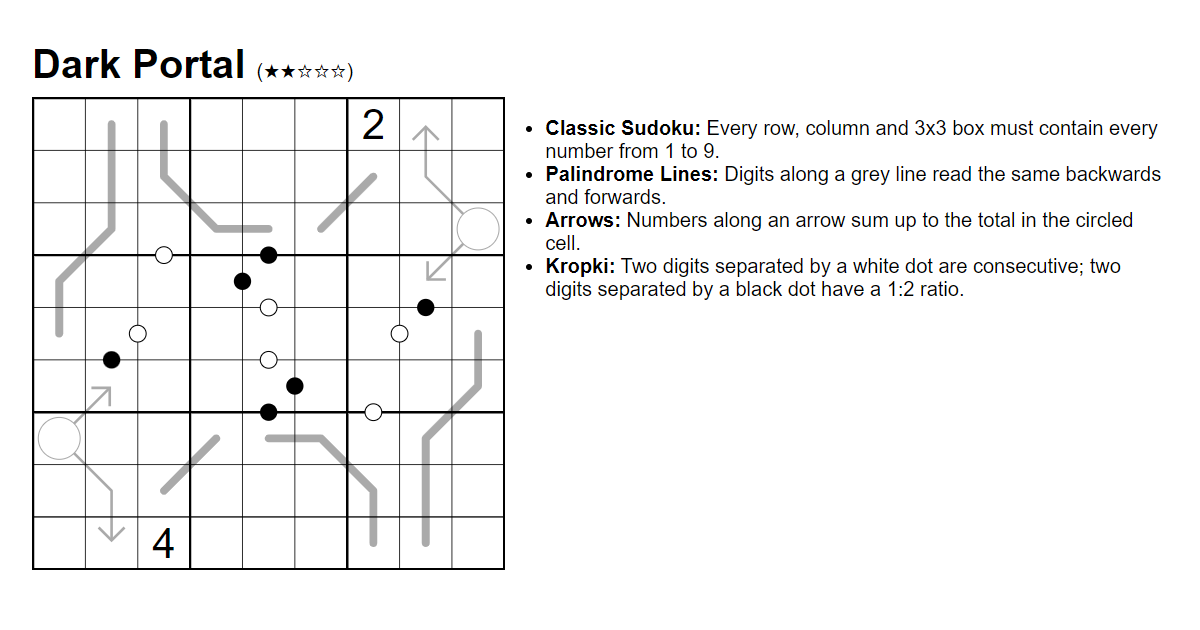 Dark Portal (★★☆☆☆)
2
• Classic Sudoku: Every row, column and 3x3 box must contain every
number from 1 to 9.
• Palindrome Lines: Digits along a grey line read the same backwards
and forwards.
• Arrows: Numbers along an arrow sum up to the total in the circled
cell.
• Kropki: Two digits separated by a white dot are consecutive; two
digits separated by a black dot have a 1:2 ratio.
4